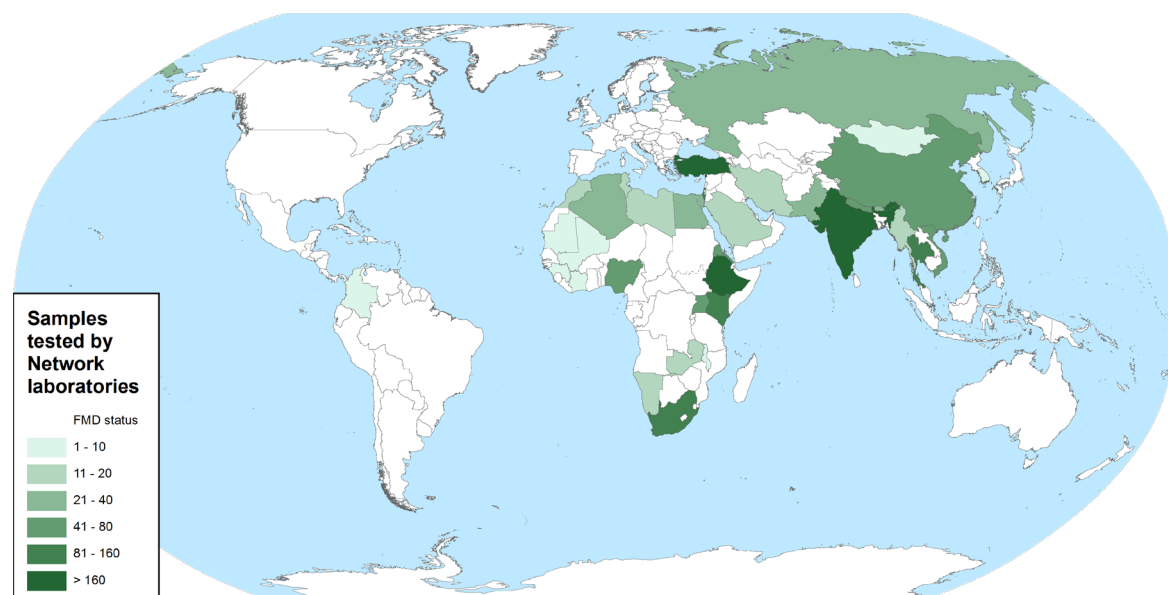 Samples
tested by
Network
laboratories
FMD status
1 - 10
11 - 20
21 - 40
41 - 80
81 - 160
> 160